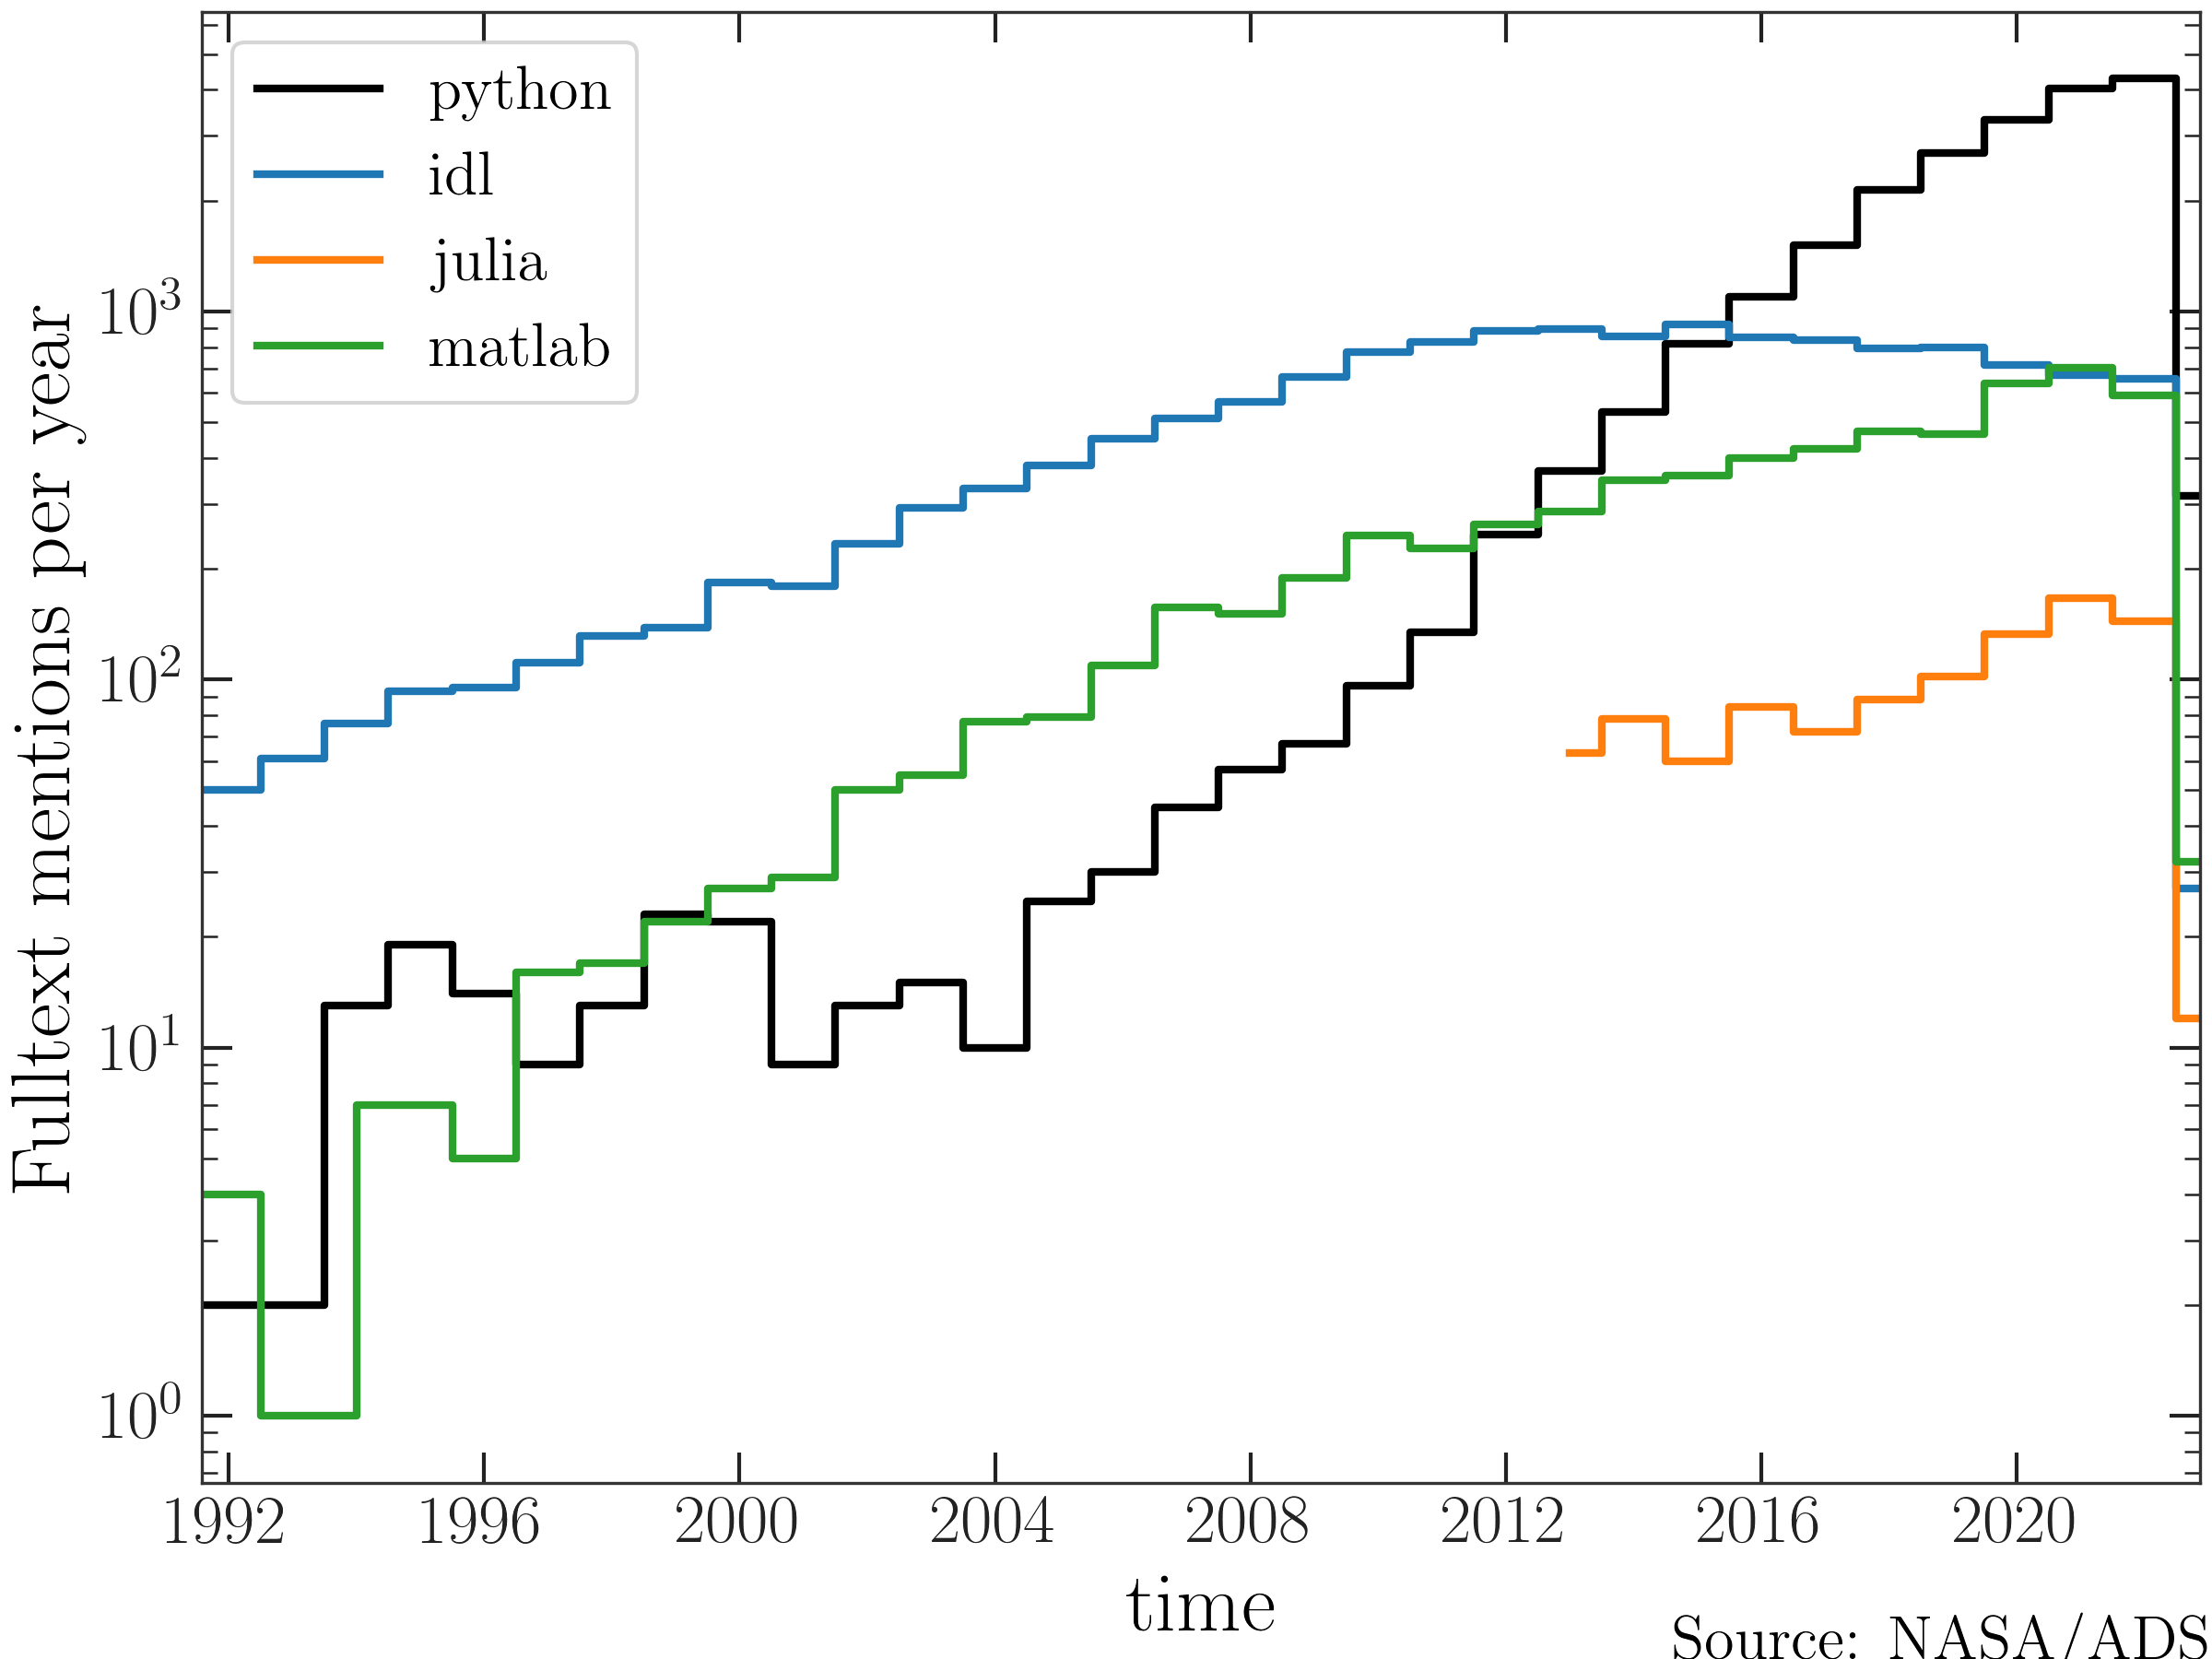 python
idl
julia
matlab
Fulltext mentions per year
10³
10²
10¹
10⁰
1992 1996 2000 2004 2008 2012 2016 2020
time
Source: NASA/ADS